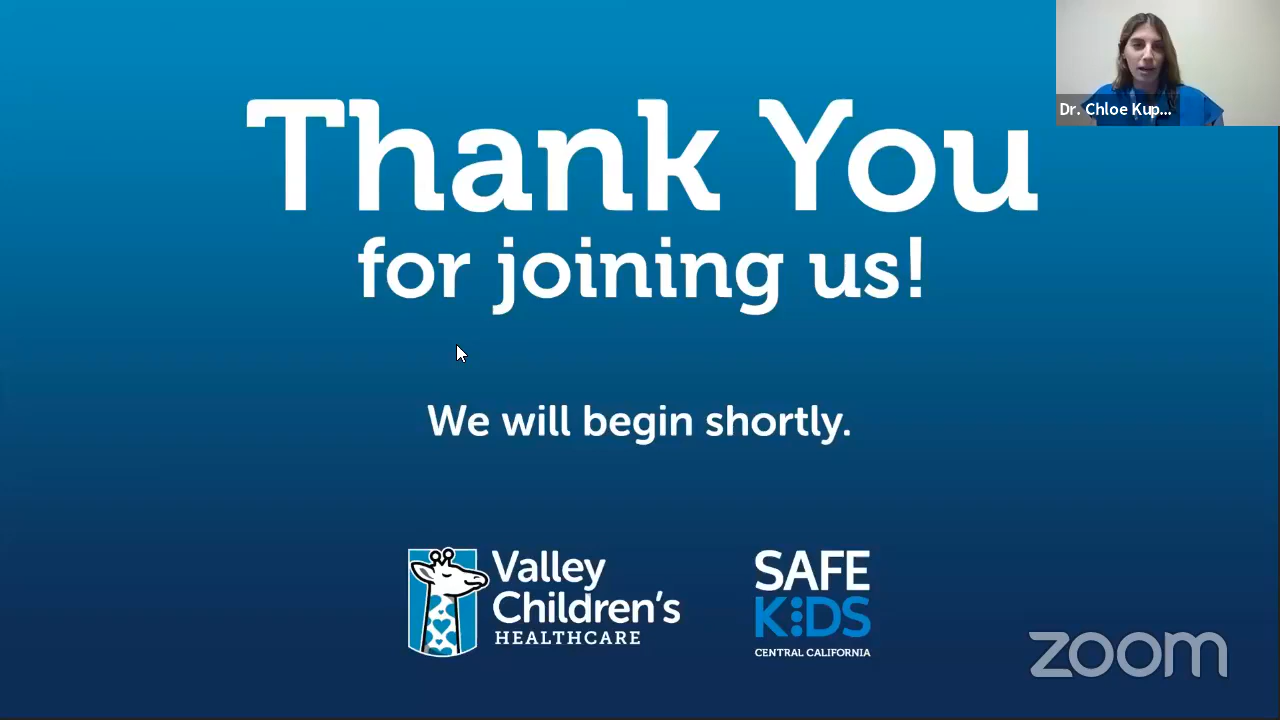 Thank You
for joining us!
We will begin shortly.
Valley
Children's
HEALTHCARE
SAFE
KIDS
CENTRAL CALIFORNIA
zoom
Dr. Chloe Kup...